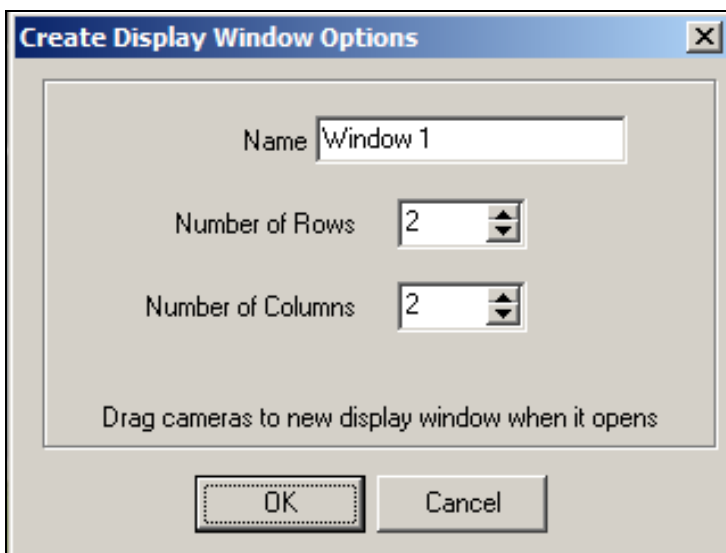 Create Display Window Options
Name Window 1
Number of Rows 2
Number of Columns 2
Drag cameras to new display window when it opens
OK Cancel